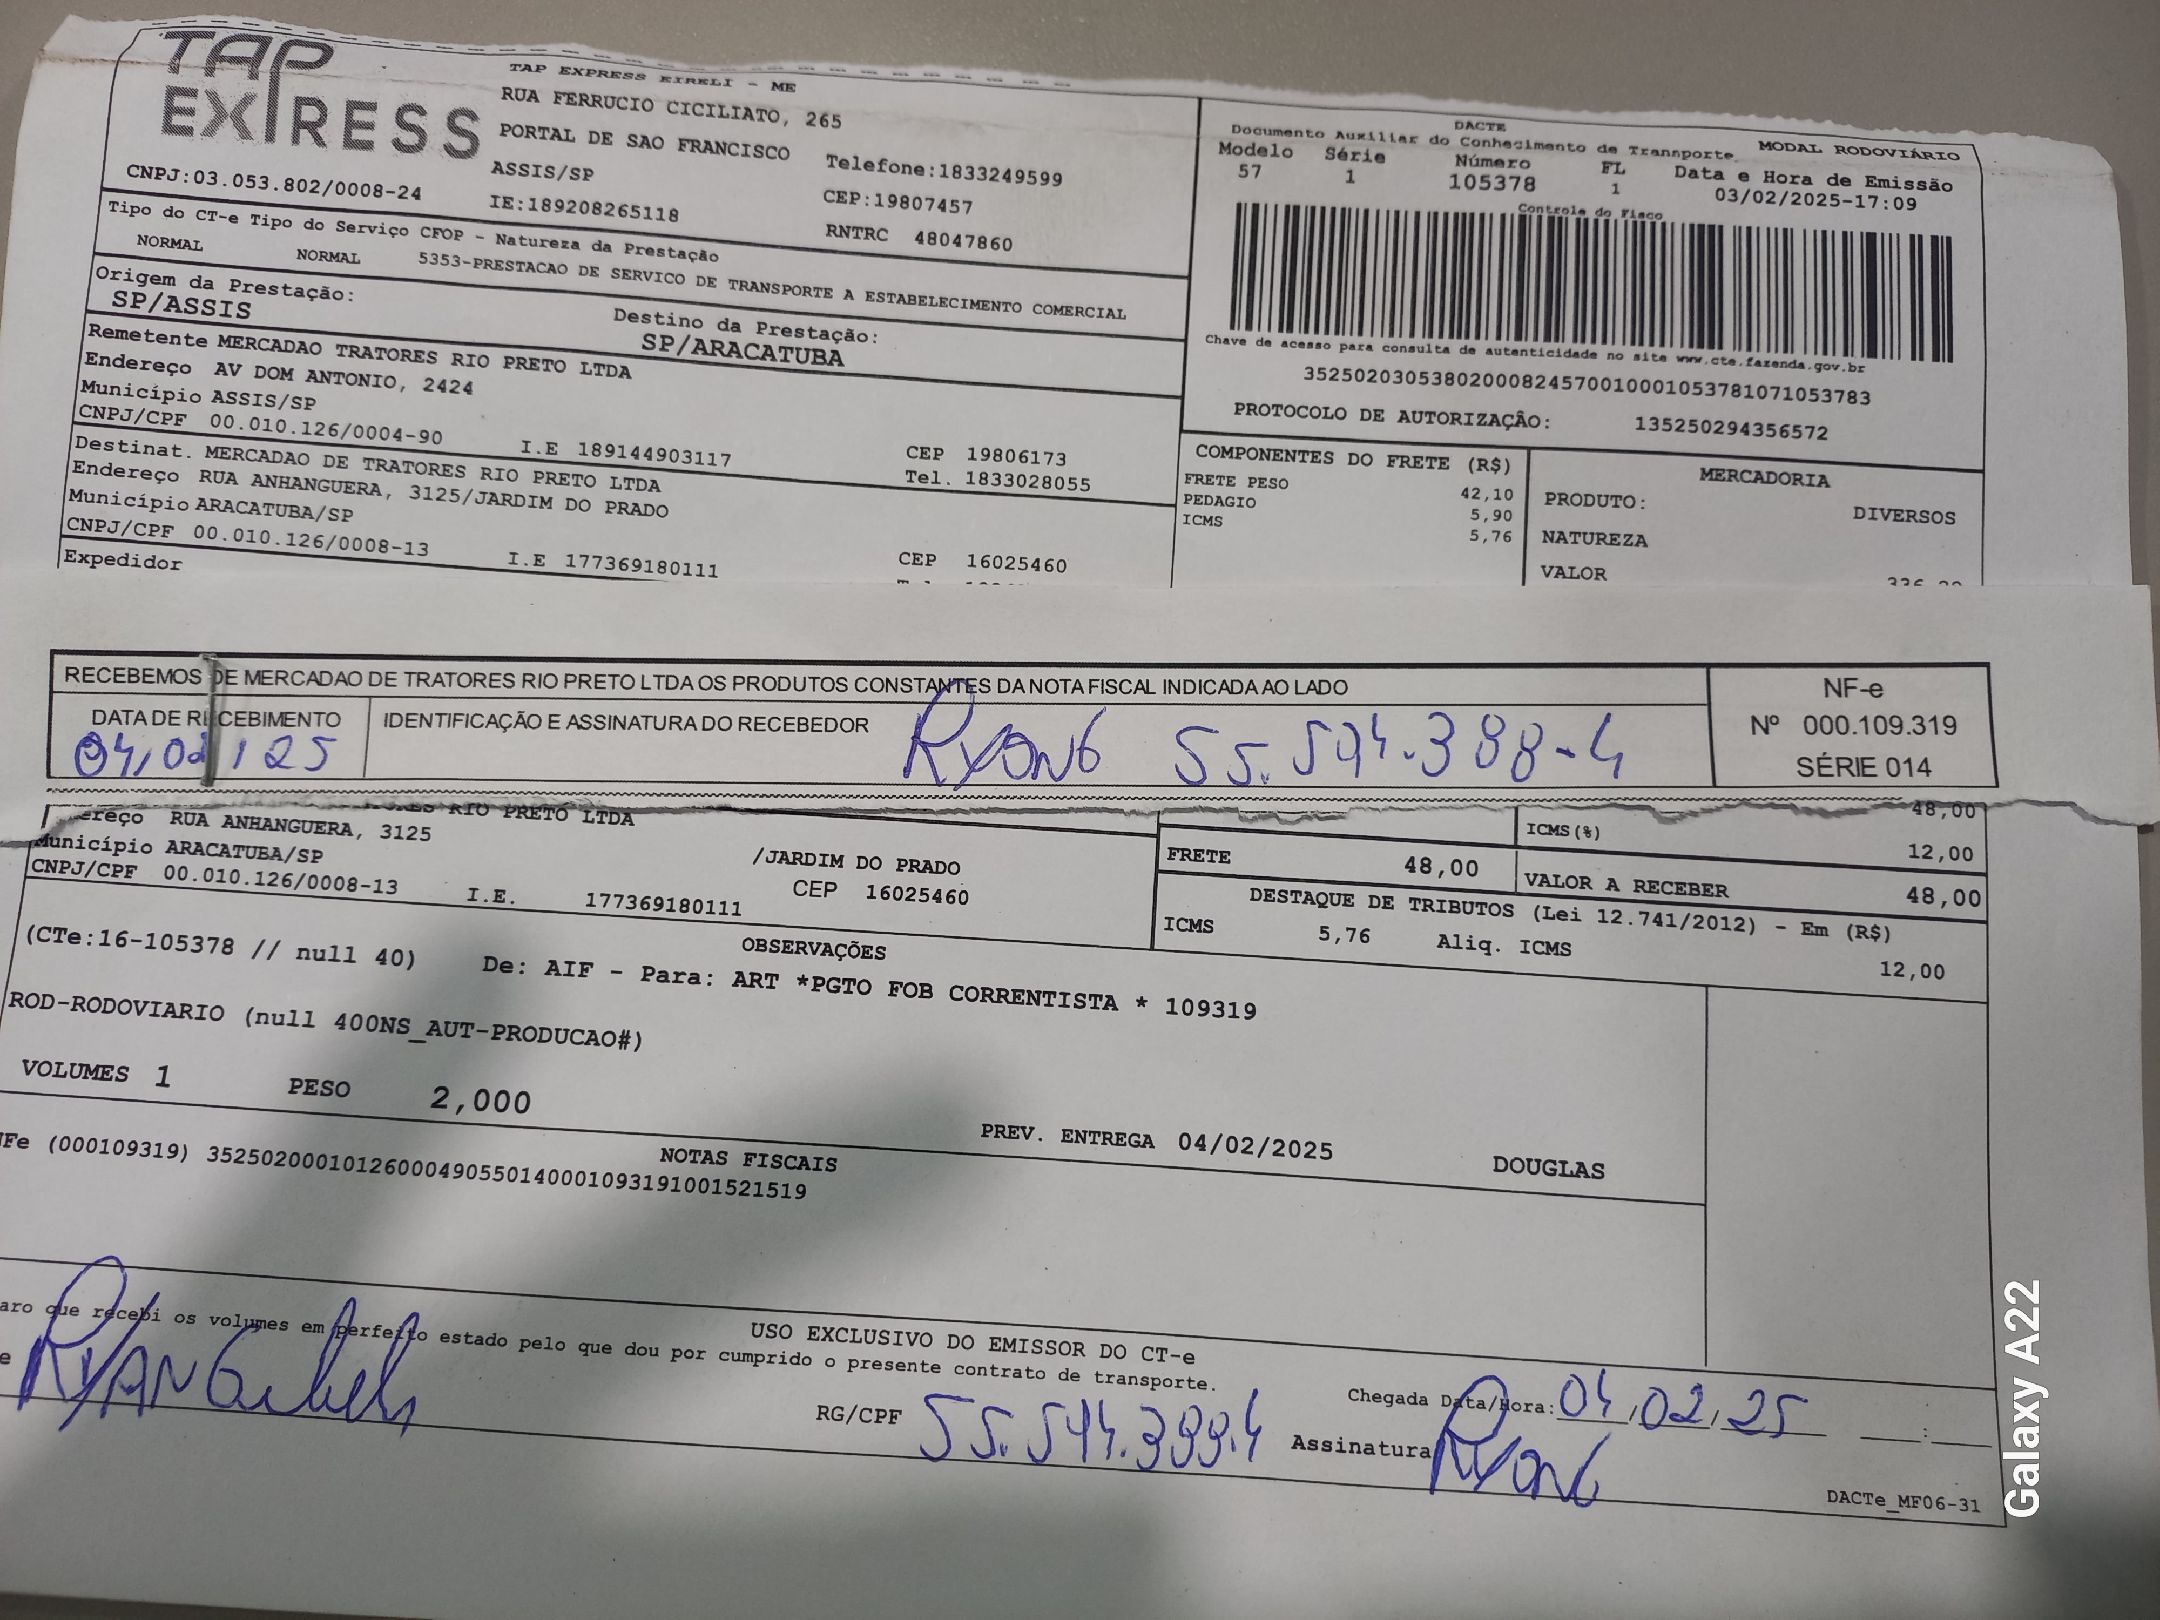 TAP EXPRESS
TAP EXPRESS EIRELI - ME
RUA FERRUCIO CICILIATO, 265
PORTAL DE SAO FRANCISCO
Telefone:1833249599
ASSIS/SP
CEP:19807457
CNPJ:03.053.802/0008-24
IE:189208265118
RNTRC 48047860
DACTE
Documento Auxiliar do Conhecimento de Transporte.
MODAL RODOVIÁRIO
Modelo Série Número FL Data e Hora de Emissão
57 1 105378 1 03/02/2025-17:09
Controle do Fisco
Chave de acesso para consulta de autenticidade no site www.cte.fazenda.gov.br
35250203053802000824570010001053781071053783
PROTOCOLO DE AUTORIZAÇÃO: 135250294356572
Tipo do CT-e Tipo do Serviço CFOP - Natureza da Prestação
NORMAL NORMAL 5353-PRESTACAO DE SERVICO DE TRANSPORTE A ESTABELECIMENTO COMERCIAL
Origem da Prestação: Destino da Prestação:
SP/ASSIS SP/ARACATUBA
Remetente MERCADAO TRATORES RIO PRETO LTDA
Endereço AV DOM ANTONIO, 2424
Município ASSIS/SP
CEP 19806173
CNPJ/CPF 00.010.126/0004-90 I.E 189144903117 Tel. 1833028055
Destinat. MERCADAO DE TRATORES RIO PRETO LTDA
Endereço RUA ANHANGUERA, 3125/JARDIM DO PRADO
Município ARACATUBA/SP
CEP 16025460
CNPJ/CPF 00.010.126/0008-13 I.E 177369180111
Expedidor
COMPONENTES DO FRETE (R$)
FRETE PESO 42,10
PEDAGIO 5,90
ICMS 5,76
MERCADORIA
PRODUTO: DIVERSOS
NATUREZA
VALOR
RECEBEMOS DE MERCADAO DE TRATORES RIO PRETO LTDA OS PRODUTOS CONSTANTES DA NOTA FISCAL INDICADA AO LADO
DATA DE RECEBIMENTO
04/02/25
IDENTIFICAÇÃO E ASSINATURA DO RECEBEDOR
Ryan G 55.594.388-4
NF-e
Nº 000.109.319
SÉRIE 014
RIO PRETO LTDA
RUA ANHANGUERA, 3125 /JARDIM DO PRADO
Município ARACATUBA/SP CEP 16025460
CNPJ/CPF 00.010.126/0008-13 I.E. 177369180111
48,00
ICMS(%) 12,00
FRETE 48,00 VALOR A RECEBER 48,00
DESTAQUE DE TRIBUTOS (Lei 12.741/2012) - Em (R$)
ICMS 5,76 Aliq. ICMS 12,00
OBSERVAÇÕES
(CTe:16-105378 // null 40) De: AIF - Para: ART *PGTO FOB CORRENTISTA * 109319
ROD-RODOVIARIO (null 400NS_AUT-PRODUCAO#)
VOLUMES 1 PESO 2,000 PREV. ENTREGA 04/02/2025 DOUGLAS
NOTAS FISCAIS
(000109319) 35250200010126000490550140001093191001521519
USO EXCLUSIVO DO EMISSOR DO CT-e
que recebi os volumes em perfeito estado pelo que dou por cumprido o presente contrato de transporte.
Chegada Data/Hora: 04/02/25 __:__
RYAN RG/CPF Assinatura Ryan G
DACTe_MF06-31
Galaxy A22